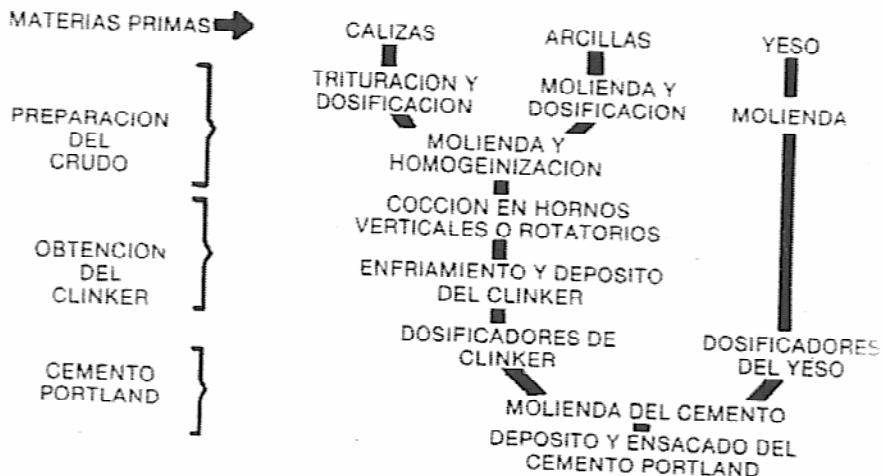 MATERIAS PRIMAS
CALIZAS
ARCILLAS
YESO
TRITURACION Y
DOSIFICACION
MOLIENDA Y
DOSIFICACION
MOLIENDA
PREPARACION
DEL
CRUDO
MOLIENDA Y
HOMOGEINIZACION
COCCION EN HORNOS
VERTICALES O ROTATORIOS
OBTENCION
DEL
CLINKER
ENFRIAMIENTO Y DEPOSITO
DEL CLINKER
DOSIFICADORES DE
CLINKER
DOSIFICADORES
DEL YESO
CEMENTO
PORTLAND
MOLIENDA DEL CEMENTO
DEPOSITO Y ENSACADO DEL
CEMENTO PORTLAND